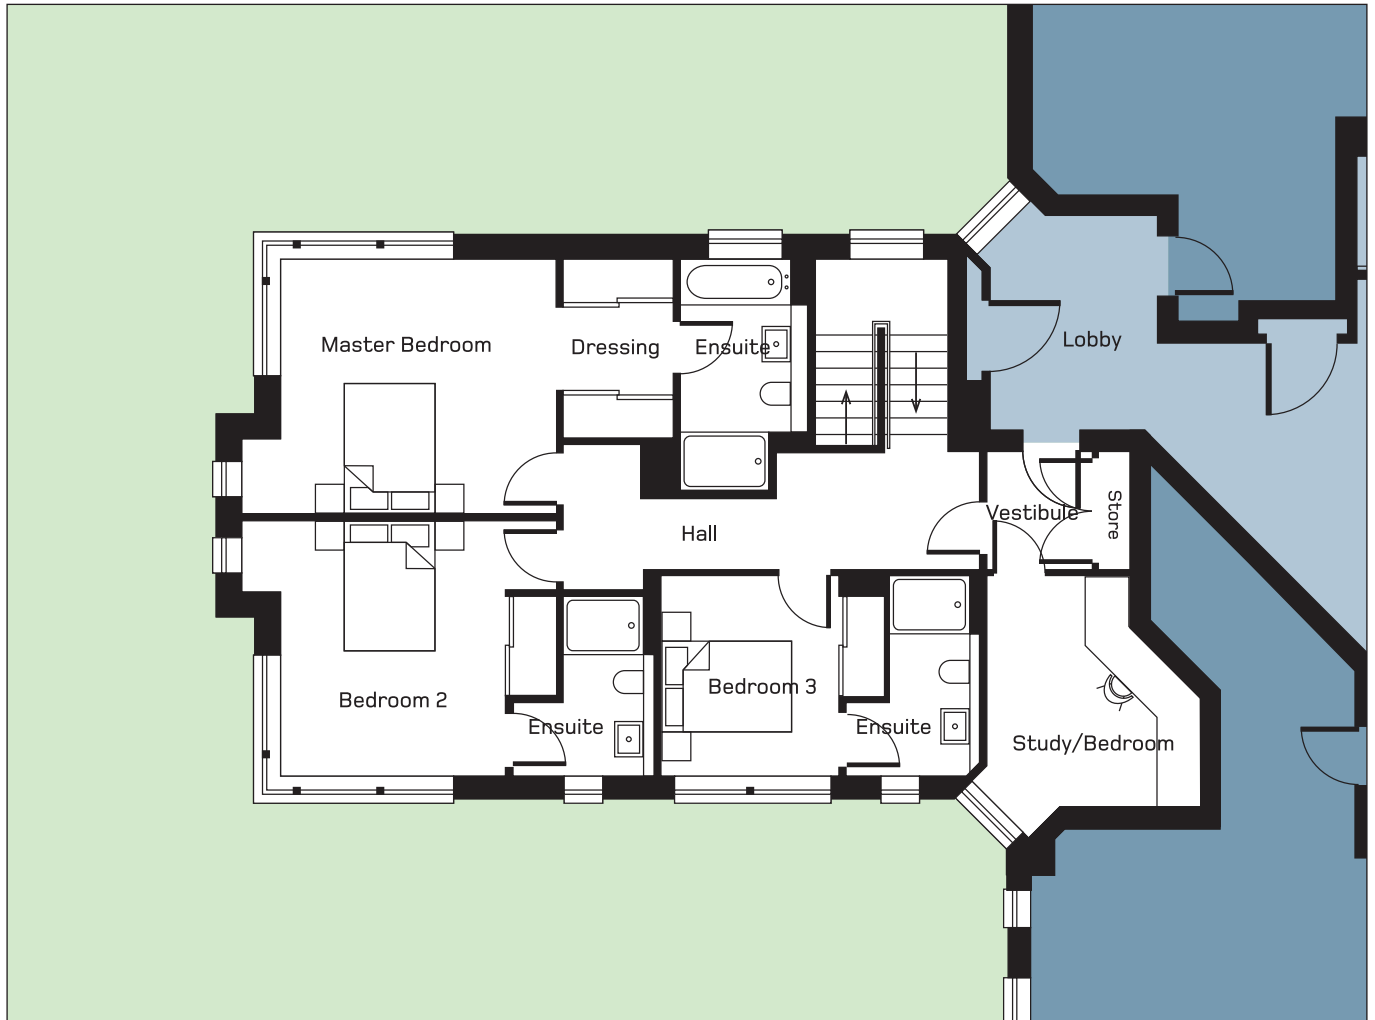 Lobby
Master Bedroom
Dressing
Ensuite
Vestibule
Store
Hall
Bedroom 2
Bedroom 3
Ensuite
Ensuite
Study/Bedroom